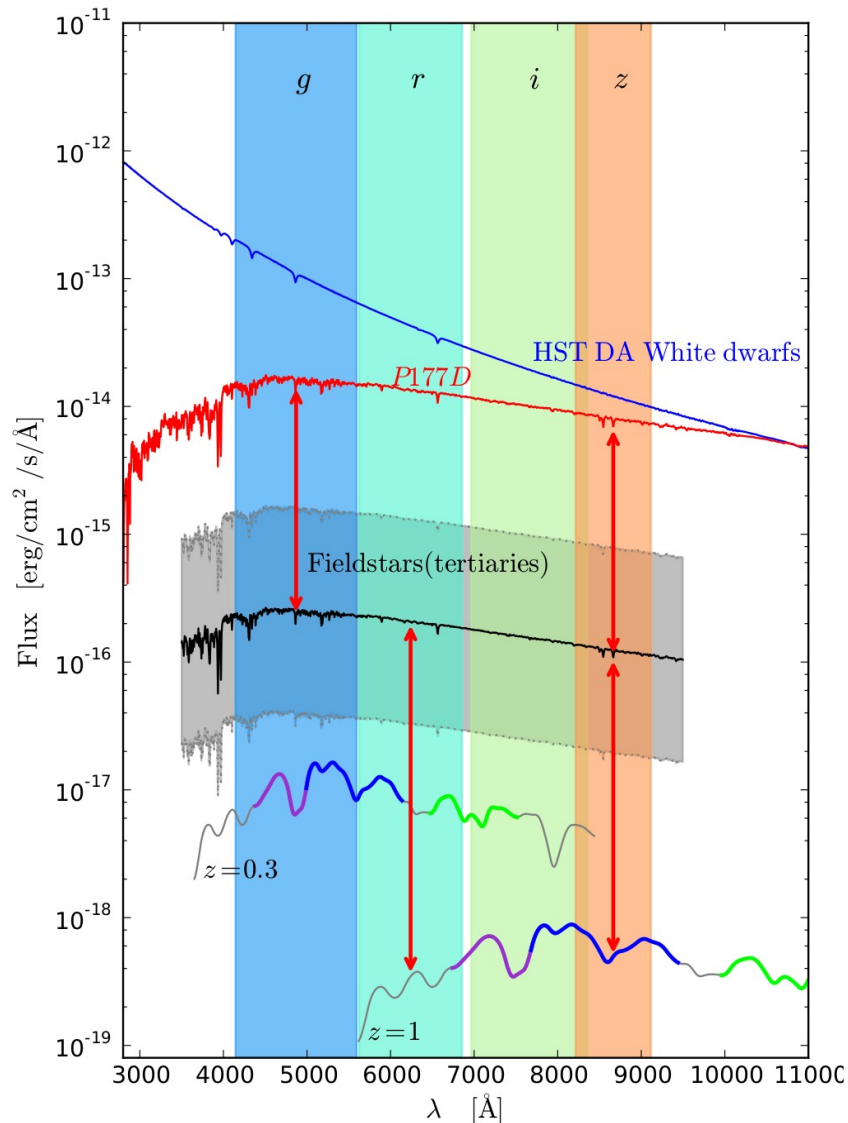 g r i z
10^-11
10^-12
10^-13
HST DA White dwarfs
P177D
10^-14
10^-15
Fieldstars(tertiaries)
10^-16
10^-17
z=0.3
10^-18
z=1
10^-19
Flux [erg/cm^2 /s/Å]
3000 4000 5000 6000 7000 8000 9000 10000 11000
λ [Å]